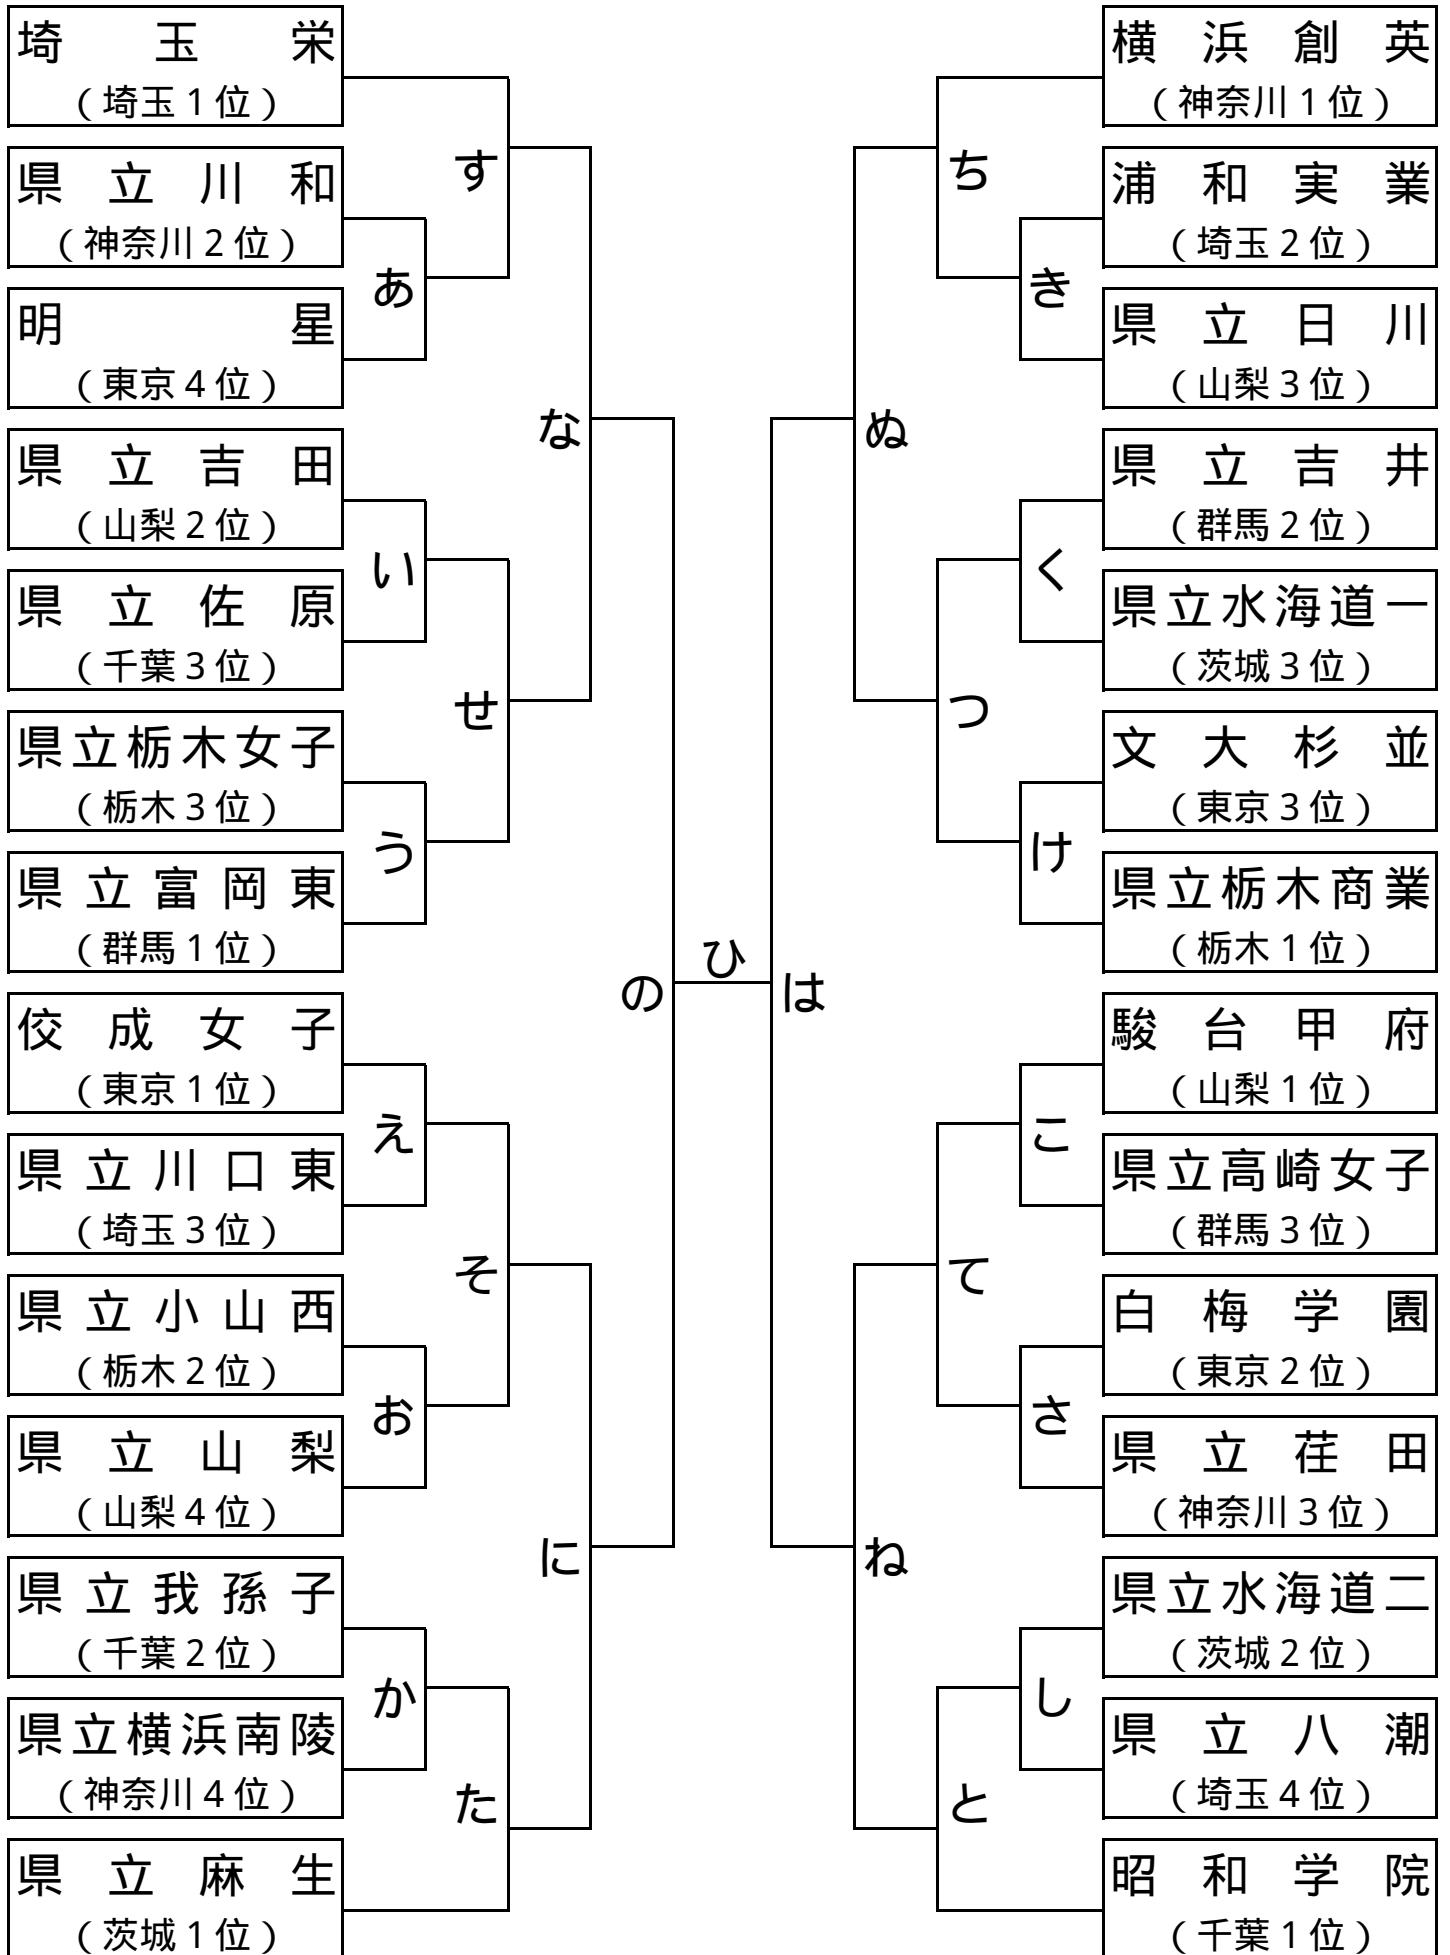 埼玉栄
（埼玉1位）
県立川和
（神奈川2位）
明星
（東京4位）
県立吉田
（山梨2位）
県立佐原
（千葉3位）
県立栃木女子
（栃木3位）
県立富岡東
（群馬1位）
佼成女子
（東京1位）
県立川口東
（埼玉3位）
県立小山西
（栃木2位）
県立山梨
（山梨4位）
県立我孫子
（千葉2位）
県立横浜南陵
（神奈川4位）
県立麻生
（茨城1位）
あ
い
う
え
お
か
す
せ
そ
た
な
に
の
ひ
は
ぬ
ね
ち
つ
て
と
き
く
け
こ
さ
し
横浜創英
（神奈川1位）
浦和実業
（埼玉2位）
県立日川
（山梨3位）
県立吉井
（群馬2位）
県立水海道一
（茨城3位）
文大杉並
（東京3位）
県立栃木商業
（栃木1位）
駿台甲府
（山梨1位）
県立高崎女子
（群馬3位）
白梅学園
（東京2位）
県立荏田
（神奈川3位）
県立水海道二
（茨城2位）
県立八潮
（埼玉4位）
昭和学院
（千葉1位）